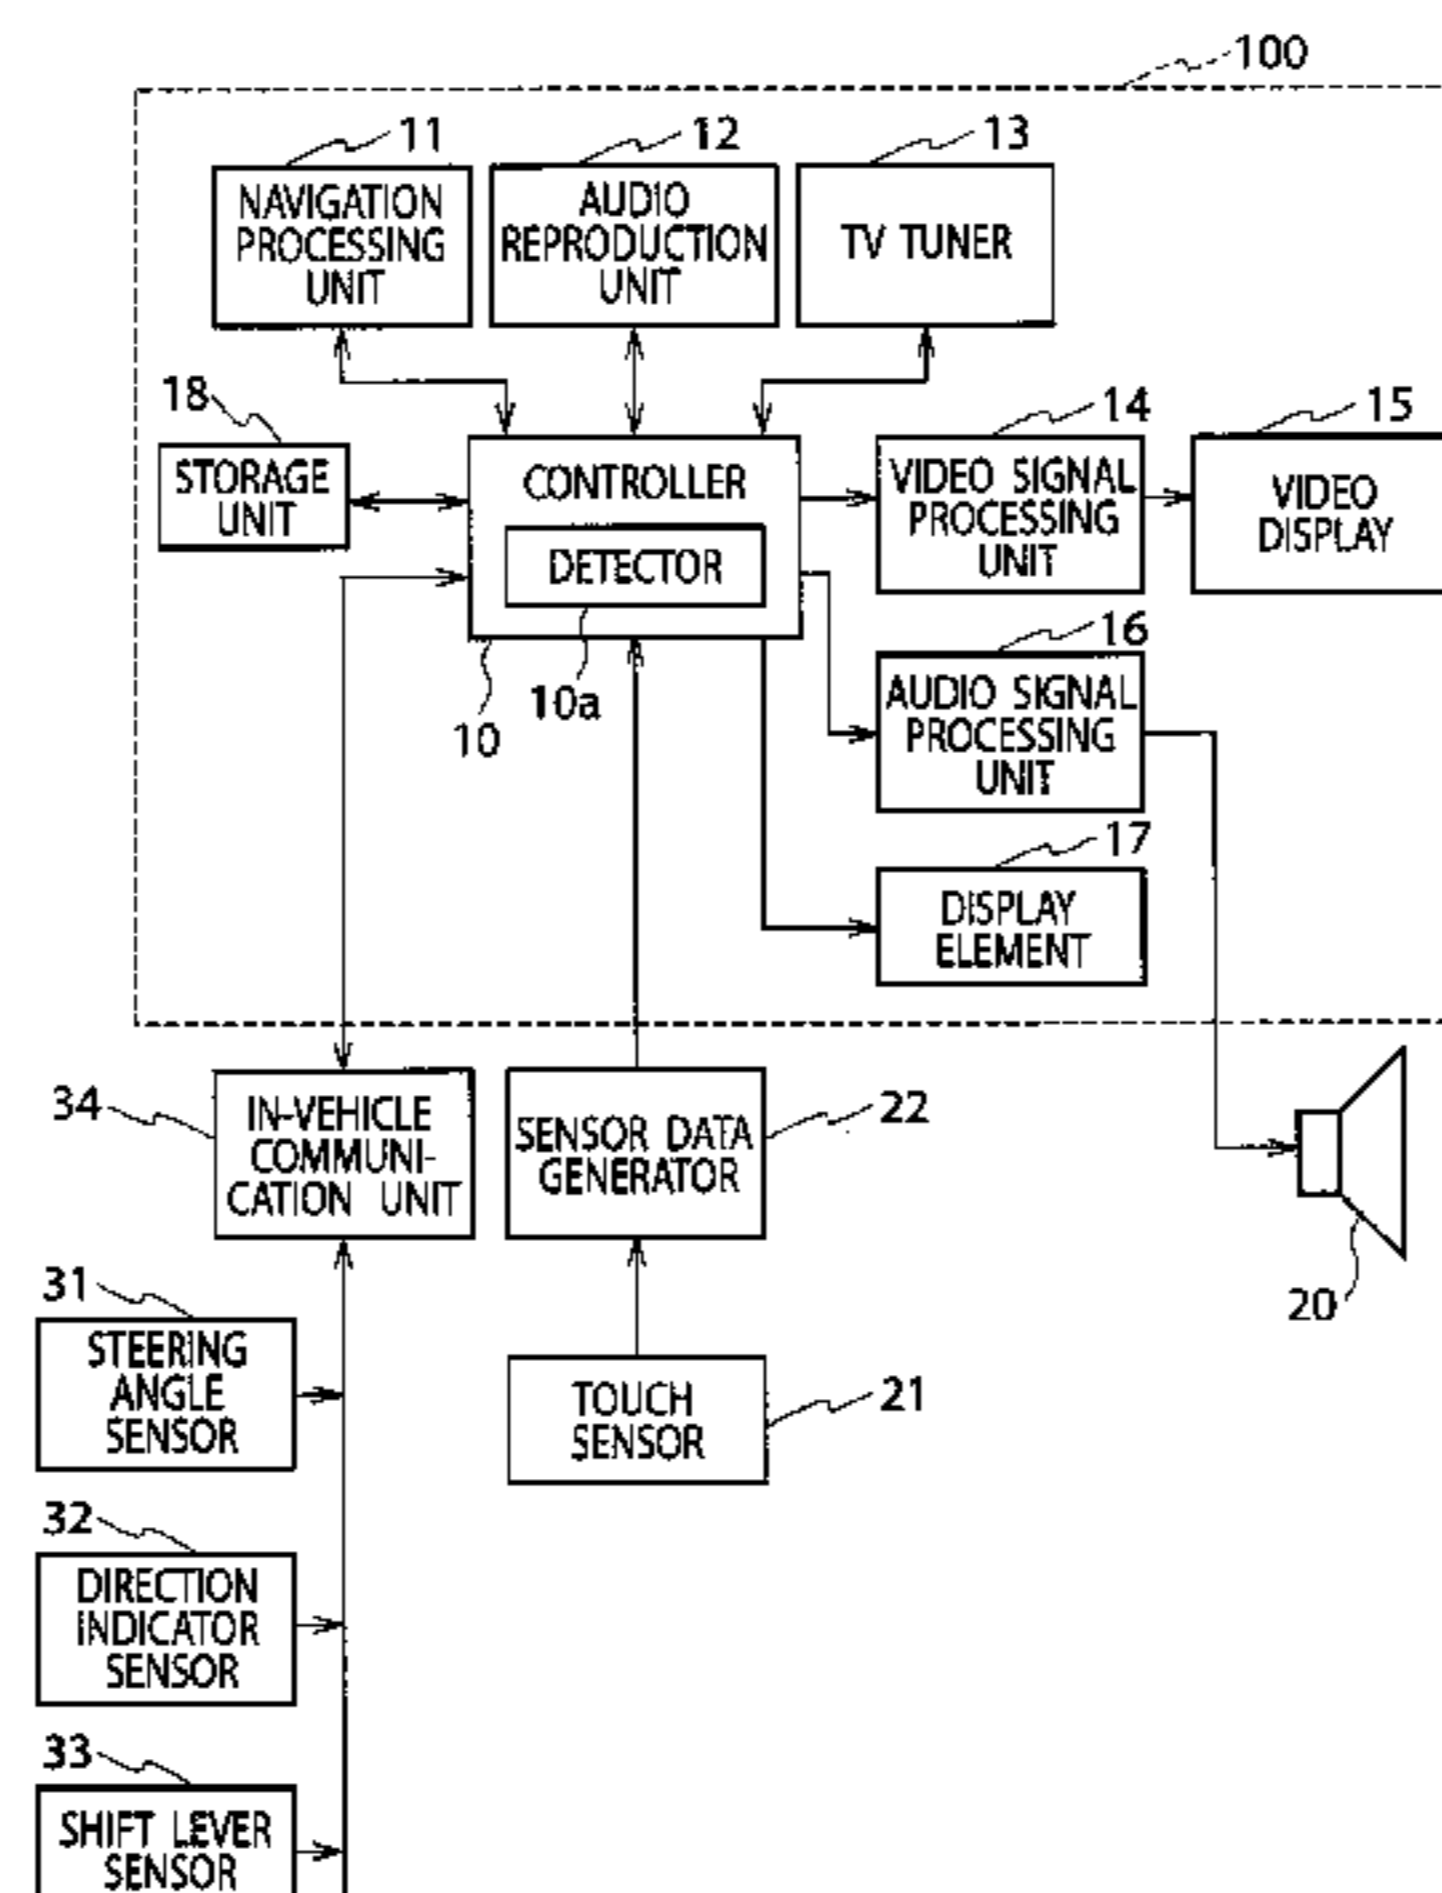 100
11
12
13
NAVIGATION
PROCESSING
UNIT
AUDIO
REPRODUCTION
UNIT
TV TUNER
18
14
15
STORAGE
UNIT
CONTROLLER
DETECTOR
VIDEO SIGNAL
PROCESSING
UNIT
VIDEO
DISPLAY
10a
10
16
AUDIO SIGNAL
PROCESSING
UNIT
17
DISPLAY
ELEMENT
34
IN-VEHICLE
COMMUNI-
CATION UNIT
SENSOR DATA
GENERATOR
22
20
31
STEERING
ANGLE
SENSOR
TOUCH
SENSOR
21
32
DIRECTION
INDICATOR
SENSOR
33
SHIFT LEVER
SENSOR